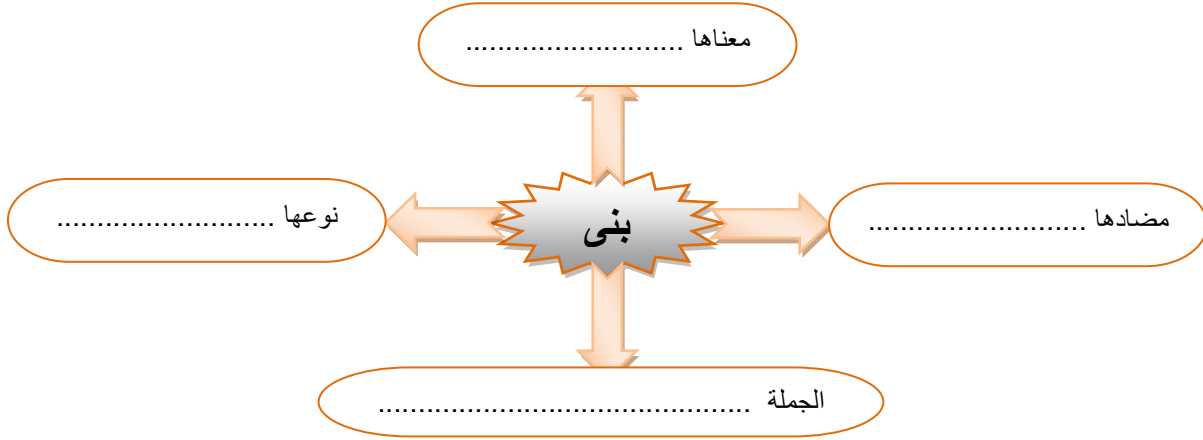 معناها ...........................
مضادها ...........................
بنى
نوعها ...........................
الجملة ..............................................